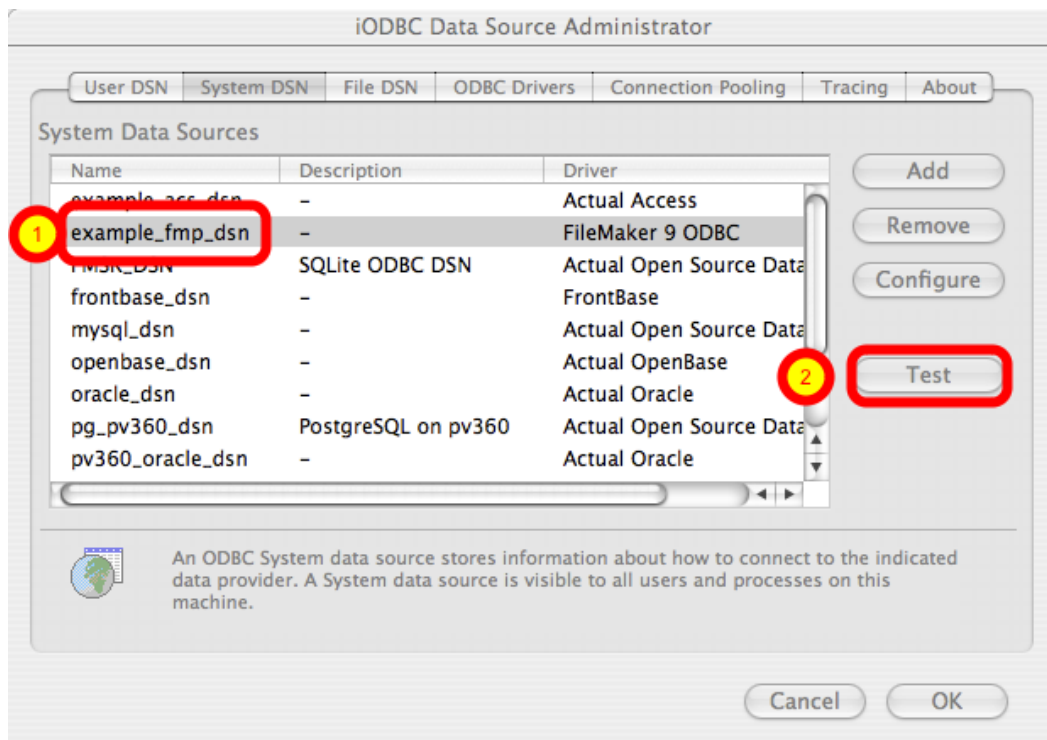 iODBC Data Source Administrator
User DSN System DSN File DSN ODBC Drivers Connection Pooling Tracing About
System Data Sources
Name Description Driver
example_acs_dsn – Actual Access
1
example_fmp_dsn – FileMaker 9 ODBC
FMSR_DSN SQLite ODBC DSN Actual Open Source Data
frontbase_dsn – FrontBase
mysql_dsn – Actual Open Source Data
openbase_dsn – Actual OpenBase
oracle_dsn – Actual Oracle
pg_pv360_dsn PostgreSQL on pv360 Actual Open Source Data
pv360_oracle_dsn – Actual Oracle
Add
Remove
Configure
2
Test
An ODBC System data source stores information about how to connect to the indicated
data provider. A System data source is visible to all users and processes on this
machine.
Cancel OK